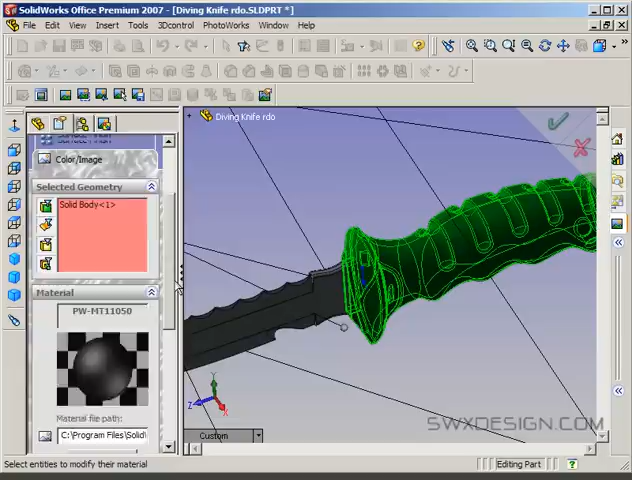 SolidWorks Office Premium 2007 - [Diving Knife rdo.SLDPRT *]
File Edit View Insert Tools 3Dcontrol PhotoWorks Window Help
Diving Knife rdo
Color/Image
Selected Geometry
Solid Body<1>
Material
PW-MT11050
Material file path:
C:\Program Files\Solid\
Y
Z
X
Custom
SWXDESIGN.COM
Select entities to modify their material
Editing Part